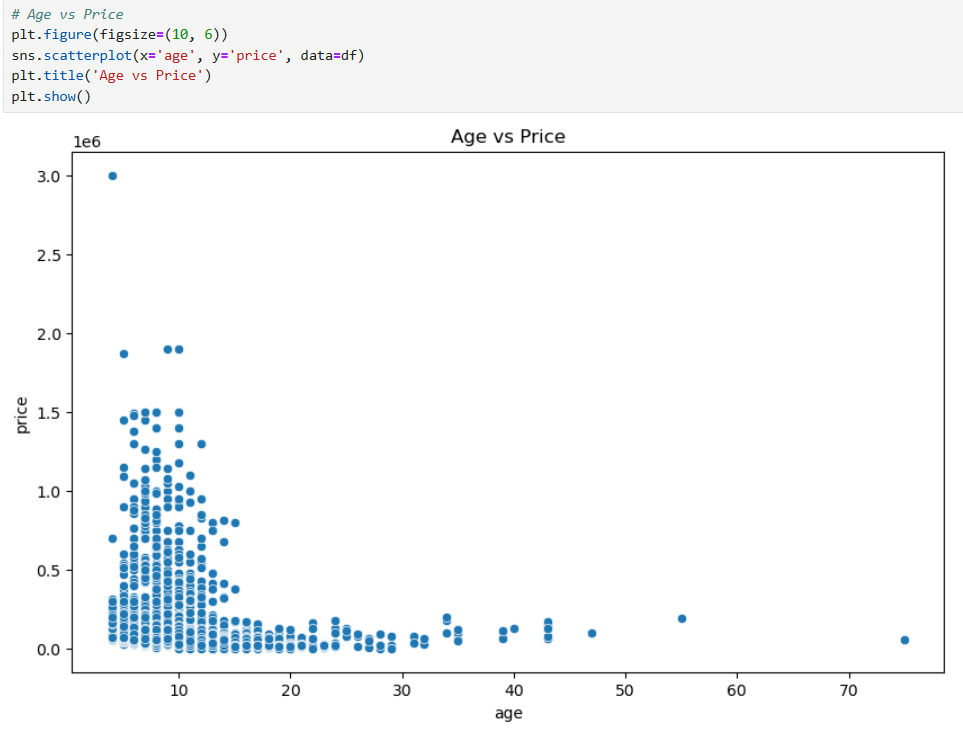 # Age vs Price
plt.figure(figsize=(10, 6))
sns.scatterplot(x='age', y='price', data=df)
plt.title('Age vs Price')
plt.show()
Age vs Price
1e6
3.0
2.5
2.0
1.5
1.0
0.5
0.0
price
10 20 30 40 50 60 70
age